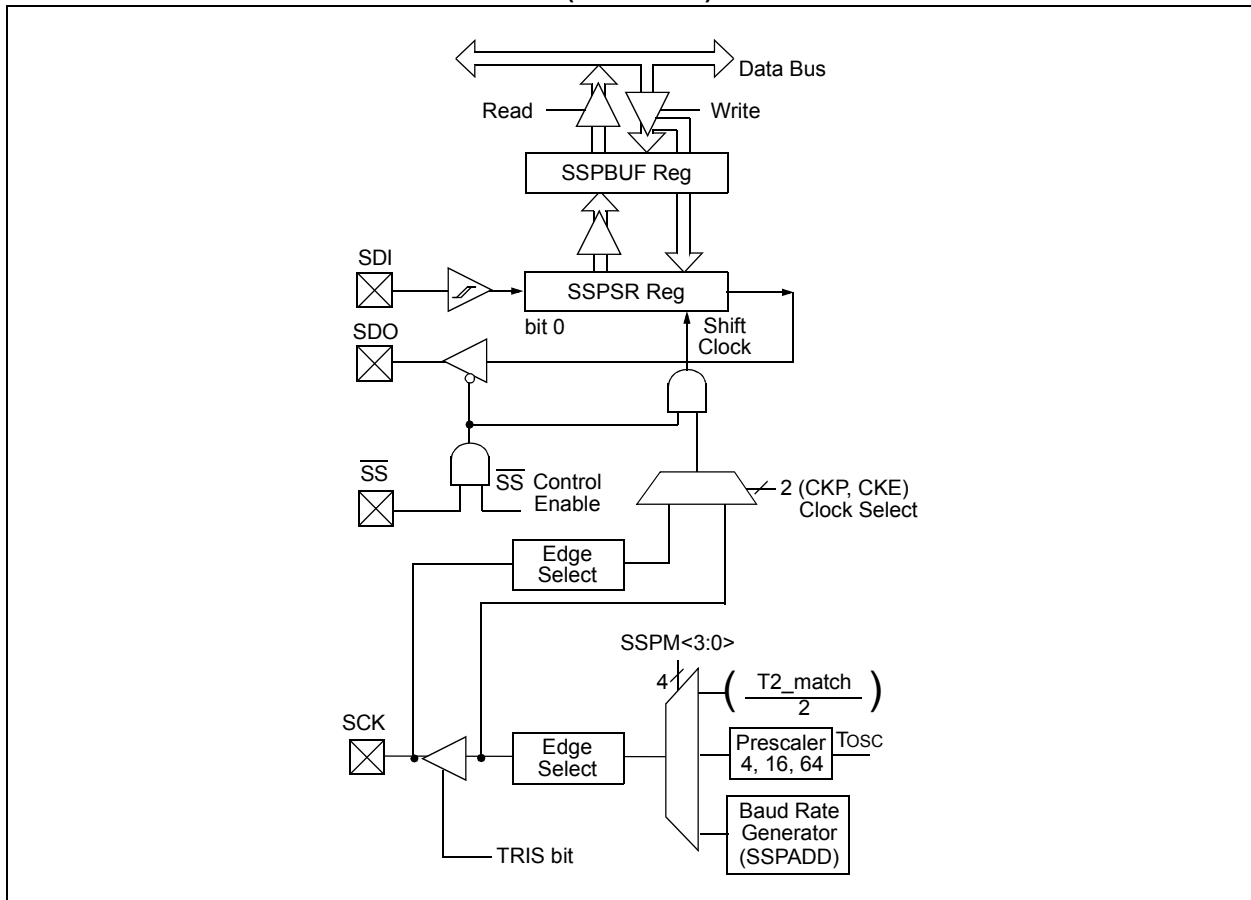 Data Bus
Read
Write
SSPBUF Reg
SDI
SSPSR Reg
bit 0
Shift
Clock
SDO
SS
SS Control
Enable
2 (CKP, CKE)
Clock Select
Edge
Select
SSPM<3:0>
4
( T2_match
2 )
SCK
Edge
Select
Prescaler
4, 16, 64
TOSC
Baud Rate
Generator
(SSPADD)
TRIS bit